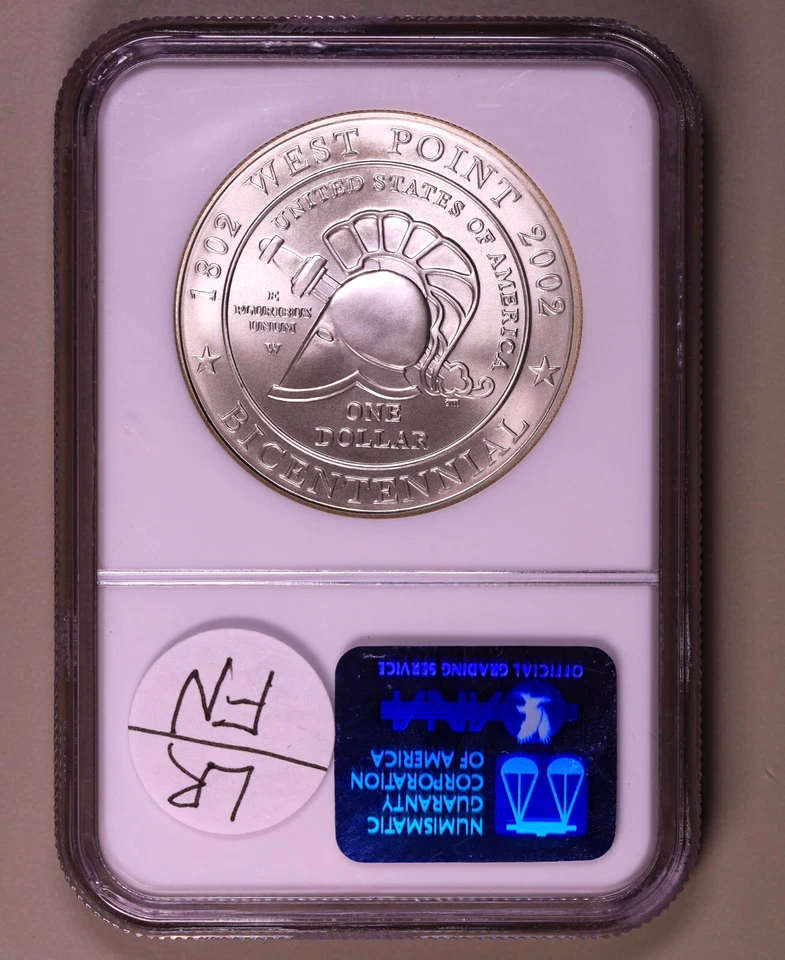 1802 WEST POINT 2002
UNITED STATES OF AMERICA
E
PLURIBUS
UNUM
W
ONE
DOLLAR
BICENTENNIAL
LR
FN
NUMISMATIC
GUARANTY
CORPORATION
OF AMERICA
ANA
OFFICIAL GRADING SERVICE